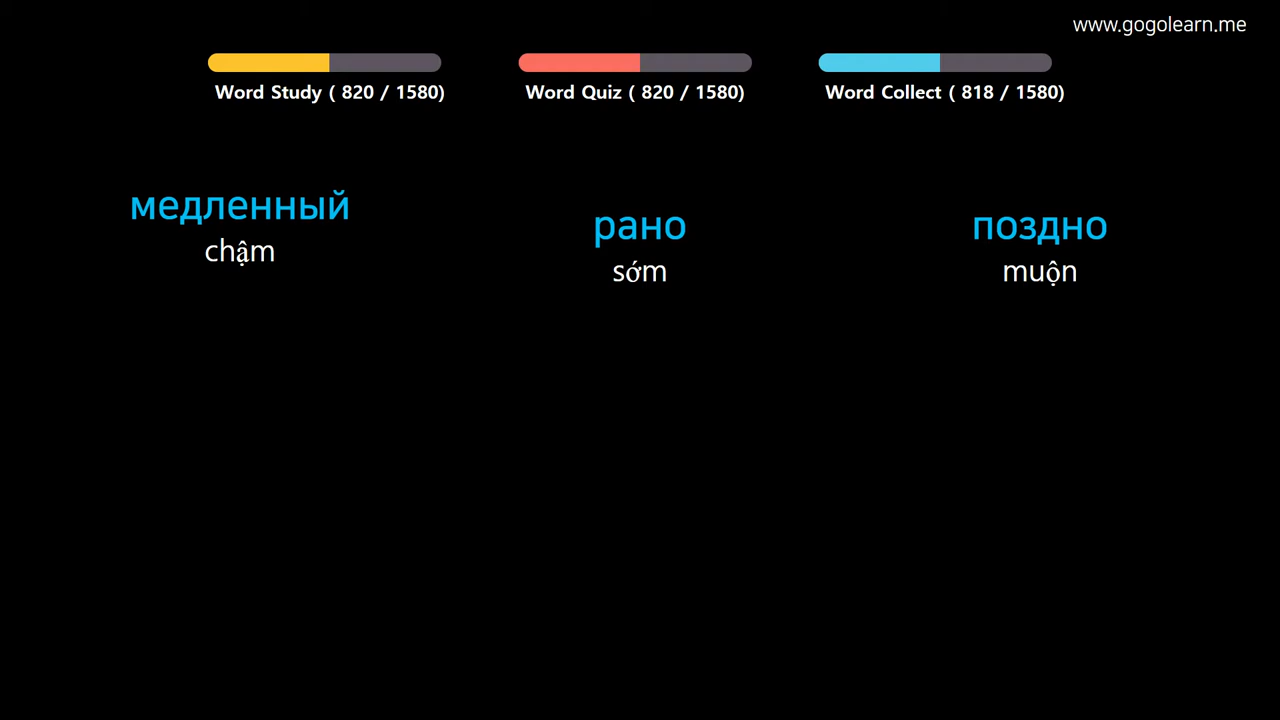 www.gogolearn.me
Word Study ( 820 / 1580)
Word Quiz ( 820 / 1580)
Word Collect ( 818 / 1580)
медленный
chậm
рано
sớm
поздно
muộn